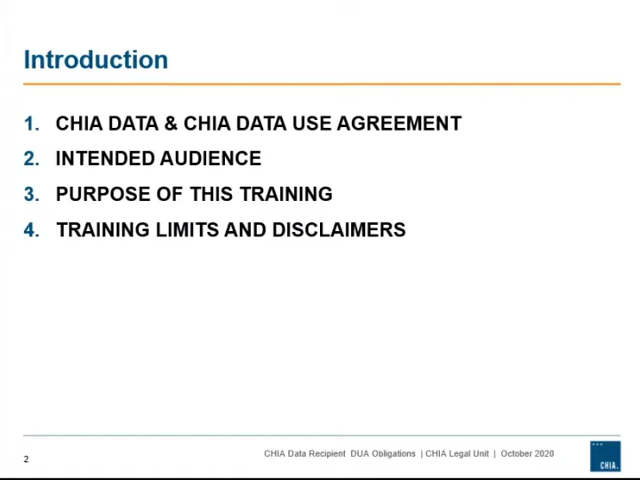 Introduction
1. CHIA DATA & CHIA DATA USE AGREEMENT
2. INTENDED AUDIENCE
3. PURPOSE OF THIS TRAINING
4. TRAINING LIMITS AND DISCLAIMERS
2
CHIA Data Recipient DUA Obligations | CHIA Legal Unit | October 2020
CHIA.